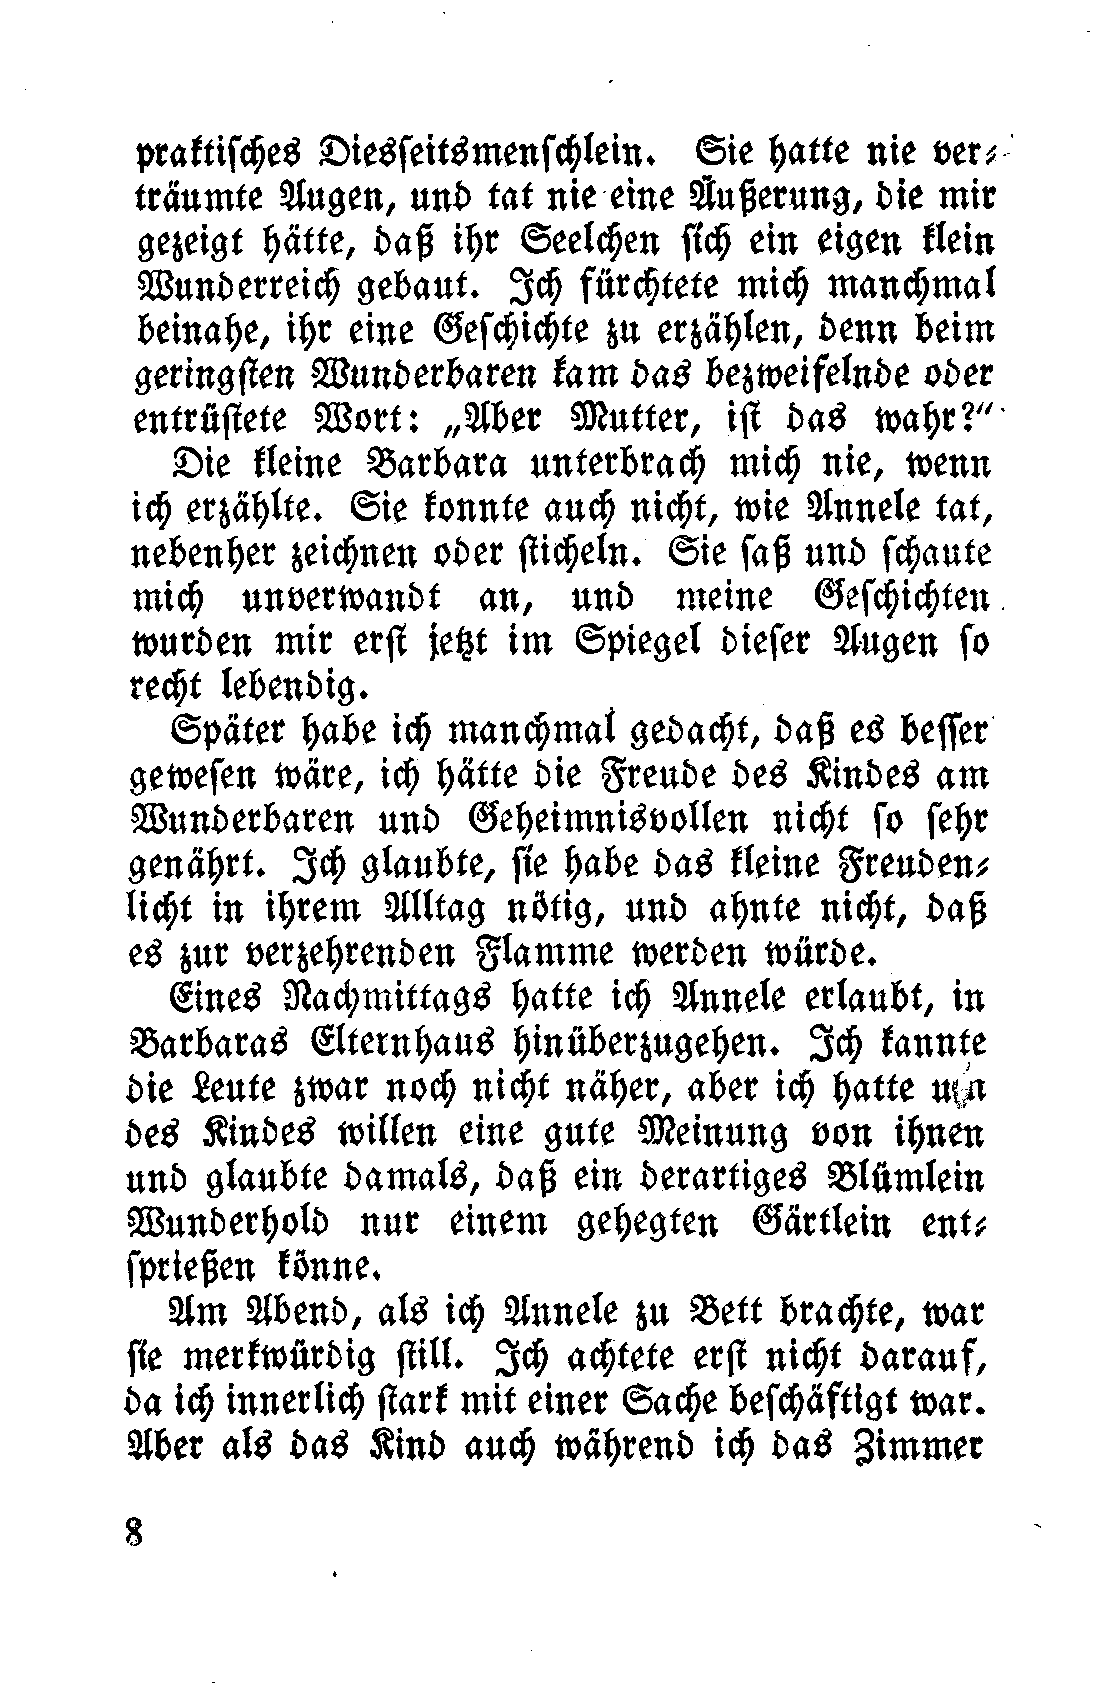 praktisches Diesseitsmenschlein. Sie hatte nie ver-
träumte Augen, und tat nie eine Äußerung, die mir
gezeigt hätte, daß ihr Seelchen sich ein eigen klein
Wunderreich gebaut. Ich fürchtete mich manchmal
beinahe, ihr eine Geschichte zu erzählen, denn beim
geringsten Wunderbaren kam das bezweifelnde oder
entrüstete Wort: „Aber Mutter, ist das wahr?“
Die kleine Barbara unterbrach mich nie, wenn
ich erzählte. Sie konnte auch nicht, wie Annele tat,
nebenher zeichnen oder sticheln. Sie saß und schaute
mich unverwandt an, und meine Geschichten
wurden mir erst jetzt im Spiegel dieser Augen so
recht lebendig.
Später habe ich manchmal gedacht, daß es besser
gewesen wäre, ich hätte die Freude des Kindes am
Wunderbaren und Geheimnisvollen nicht so sehr
genährt. Ich glaubte, sie habe das kleine Freuden-
licht in ihrem Alltag nötig, und ahnte nicht, daß
es zur verzehrenden Flamme werden würde.
Eines Nachmittags hatte ich Annele erlaubt, in
Barbaras Elternhaus hinüberzugehen. Ich kannte
die Leute zwar noch nicht näher, aber ich hatte um
des Kindes willen eine gute Meinung von ihnen
und glaubte damals, daß ein derartiges Blümlein
Wunderhold nur einem gehegten Gärtlein ent-
sprießen könne.
Am Abend, als ich Annele zu Bett brachte, war
sie merkwürdig still. Ich achtete erst nicht darauf,
da ich innerlich stark mit einer Sache beschäftigt war.
Aber als das Kind auch während ich das Zimmer
8